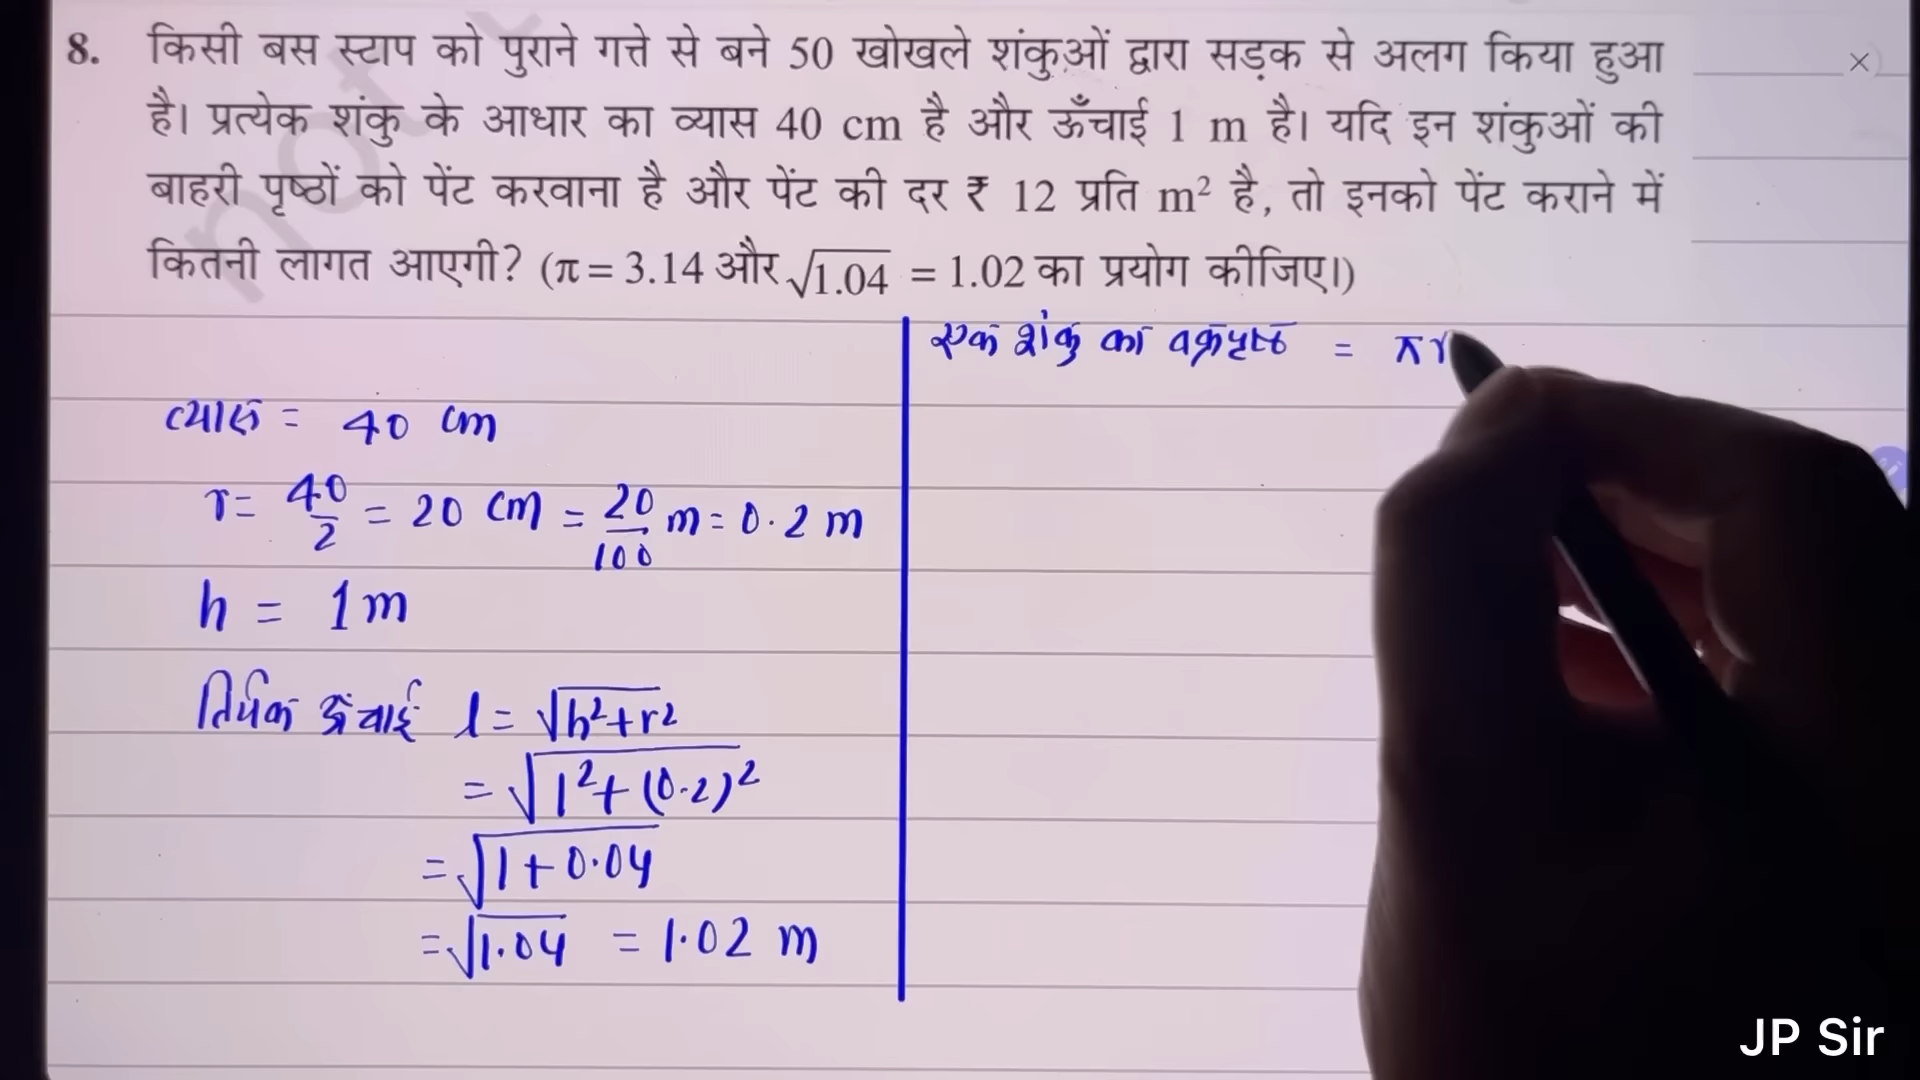 8. किसी बस स्टाप को पुराने गत्ते से बने 50 खोखले शंकुओं द्वारा सड़क से अलग किया हुआ
है। प्रत्येक शंकु के आधार का व्यास 40 cm है और ऊँचाई 1 m है। यदि इन शंकुओं की
बाहरी पृष्ठों को पेंट करवाना है और पेंट की दर ₹ 12 प्रति m² है, तो इनको पेंट कराने में
कितनी लागत आएगी? (π = 3.14 और √1.04 = 1.02 का प्रयोग कीजिए।)
व्यास = 40 cm
r = 40/2 = 20 cm = 20/100 m = 0.2 m
h = 1 m
तिर्यक ऊंचाई l = √h²+r²
= √1²+(0.2)²
= √1+0.04
= √1.04 = 1.02 m
एक शंकु का वक्रपृष्ठ = πr
JP Sir